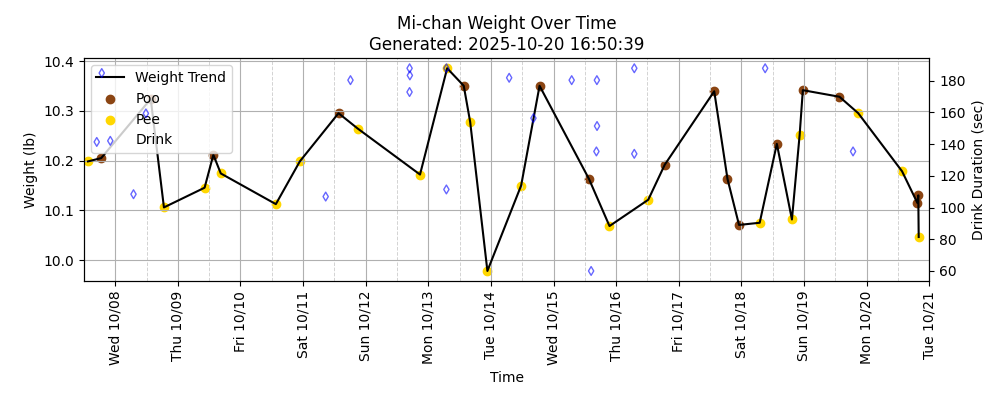 Mi-chan Weight Over Time
Generated: 2025-10-20 16:50:39
Weight (lb)
10.4
10.3
10.2
10.1
10.0
Weight Trend
Poo
Pee
Drink
180
160
140
120
100
80
60
Drink Duration (sec)
Wed 10/08
Thu 10/09
Fri 10/10
Sat 10/11
Sun 10/12
Mon 10/13
Tue 10/14
Wed 10/15
Thu 10/16
Fri 10/17
Sat 10/18
Sun 10/19
Mon 10/20
Tue 10/21
Time